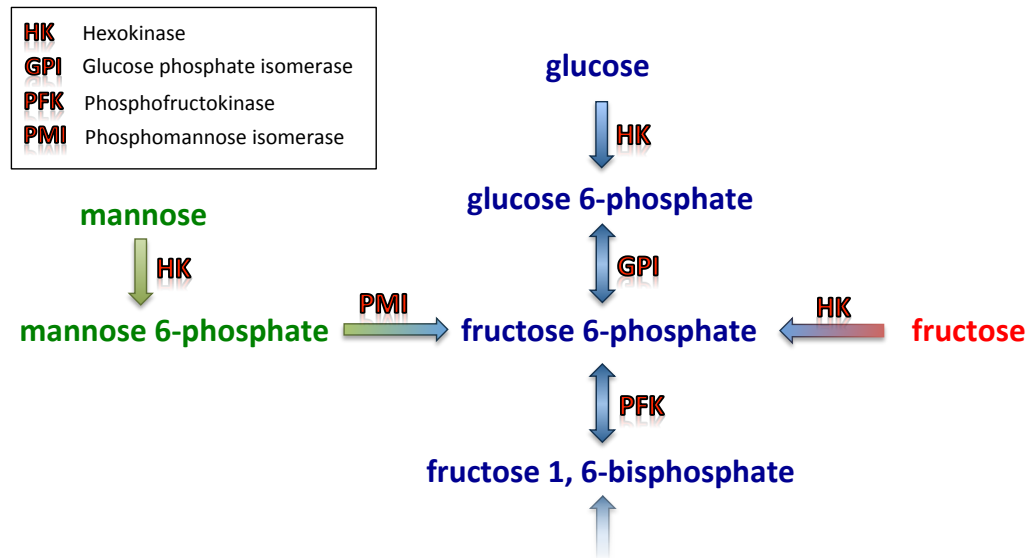 HK Hexokinase
GPI Glucose phosphate isomerase
PFK Phosphofructokinase
PMI Phosphomannose isomerase
glucose
HK
glucose 6-phosphate
mannose
HK
GPI
PMI
HK
mannose 6-phosphate
fructose 6-phosphate
fructose
PFK
fructose 1, 6-bisphosphate